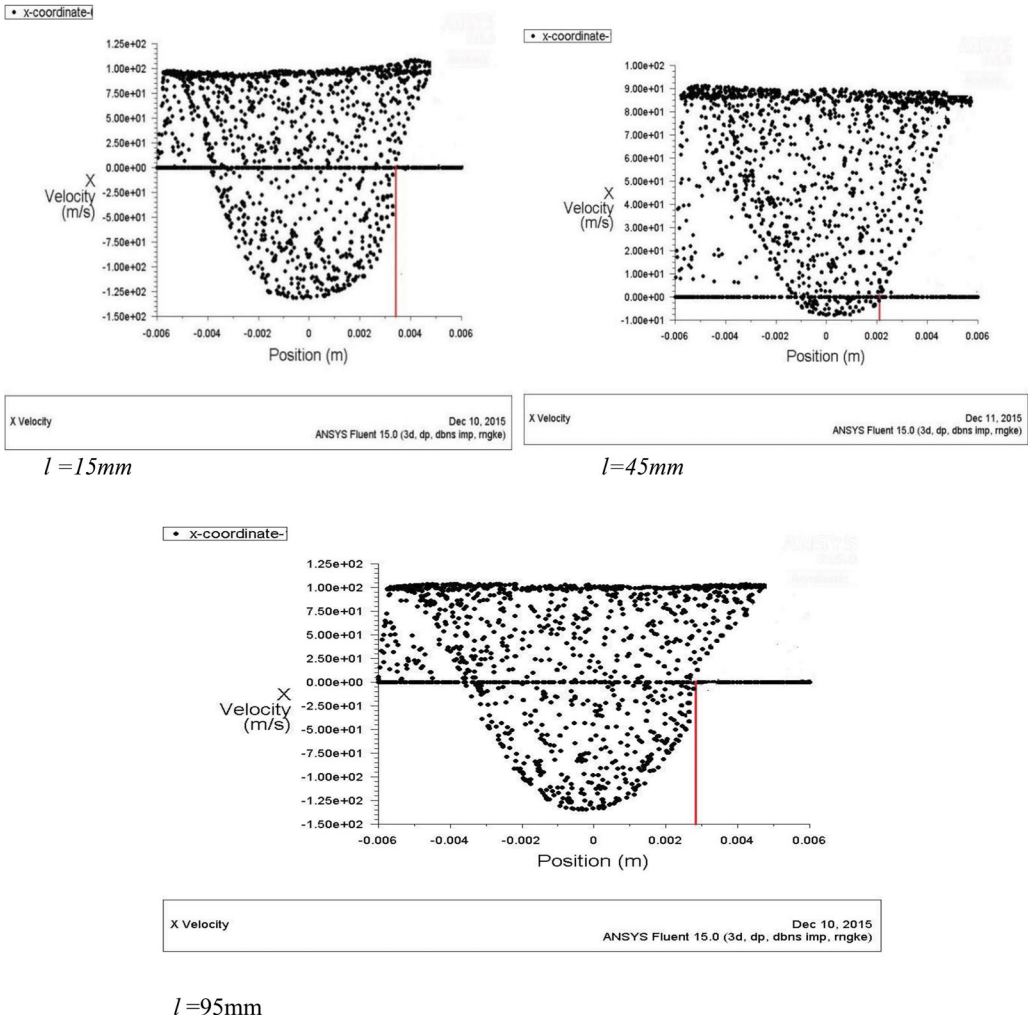 x-coordinate-
1.25e+02
1.00e+02
7.50e+01
5.00e+01
2.50e+01
0.00e+00
-2.50e+01
-5.00e+01
-7.50e+01
-1.00e+02
-1.25e+02
-1.50e+02
X
Velocity
(m/s)
-0.006 -0.004 -0.002 0 0.002 0.004 0.006
Position (m)
X Velocity
Dec 10, 2015
ANSYS Fluent 15.0 (3d, dp, dbns imp, rngke)
l =15mm
x-coordinate-
1.00e+02
9.00e+01
8.00e+01
7.00e+01
6.00e+01
5.00e+01
4.00e+01
3.00e+01
2.00e+01
1.00e+01
0.00e+00
-1.00e+01
X
Velocity
(m/s)
-0.006 -0.004 -0.002 0 0.002 0.004 0.006
Position (m)
X Velocity
Dec 11, 2015
ANSYS Fluent 15.0 (3d, dp, dbns imp, rngke)
l=45mm
x-coordinate-
1.25e+02
1.00e+02
7.50e+01
5.00e+01
2.50e+01
0.00e+00
-2.50e+01
-5.00e+01
-7.50e+01
-1.00e+02
-1.25e+02
-1.50e+02
X
Velocity
(m/s)
-0.006 -0.004 -0.002 0 0.002 0.004 0.006
Position (m)
X Velocity
Dec 10, 2015
ANSYS Fluent 15.0 (3d, dp, dbns imp, rngke)
l =95mm